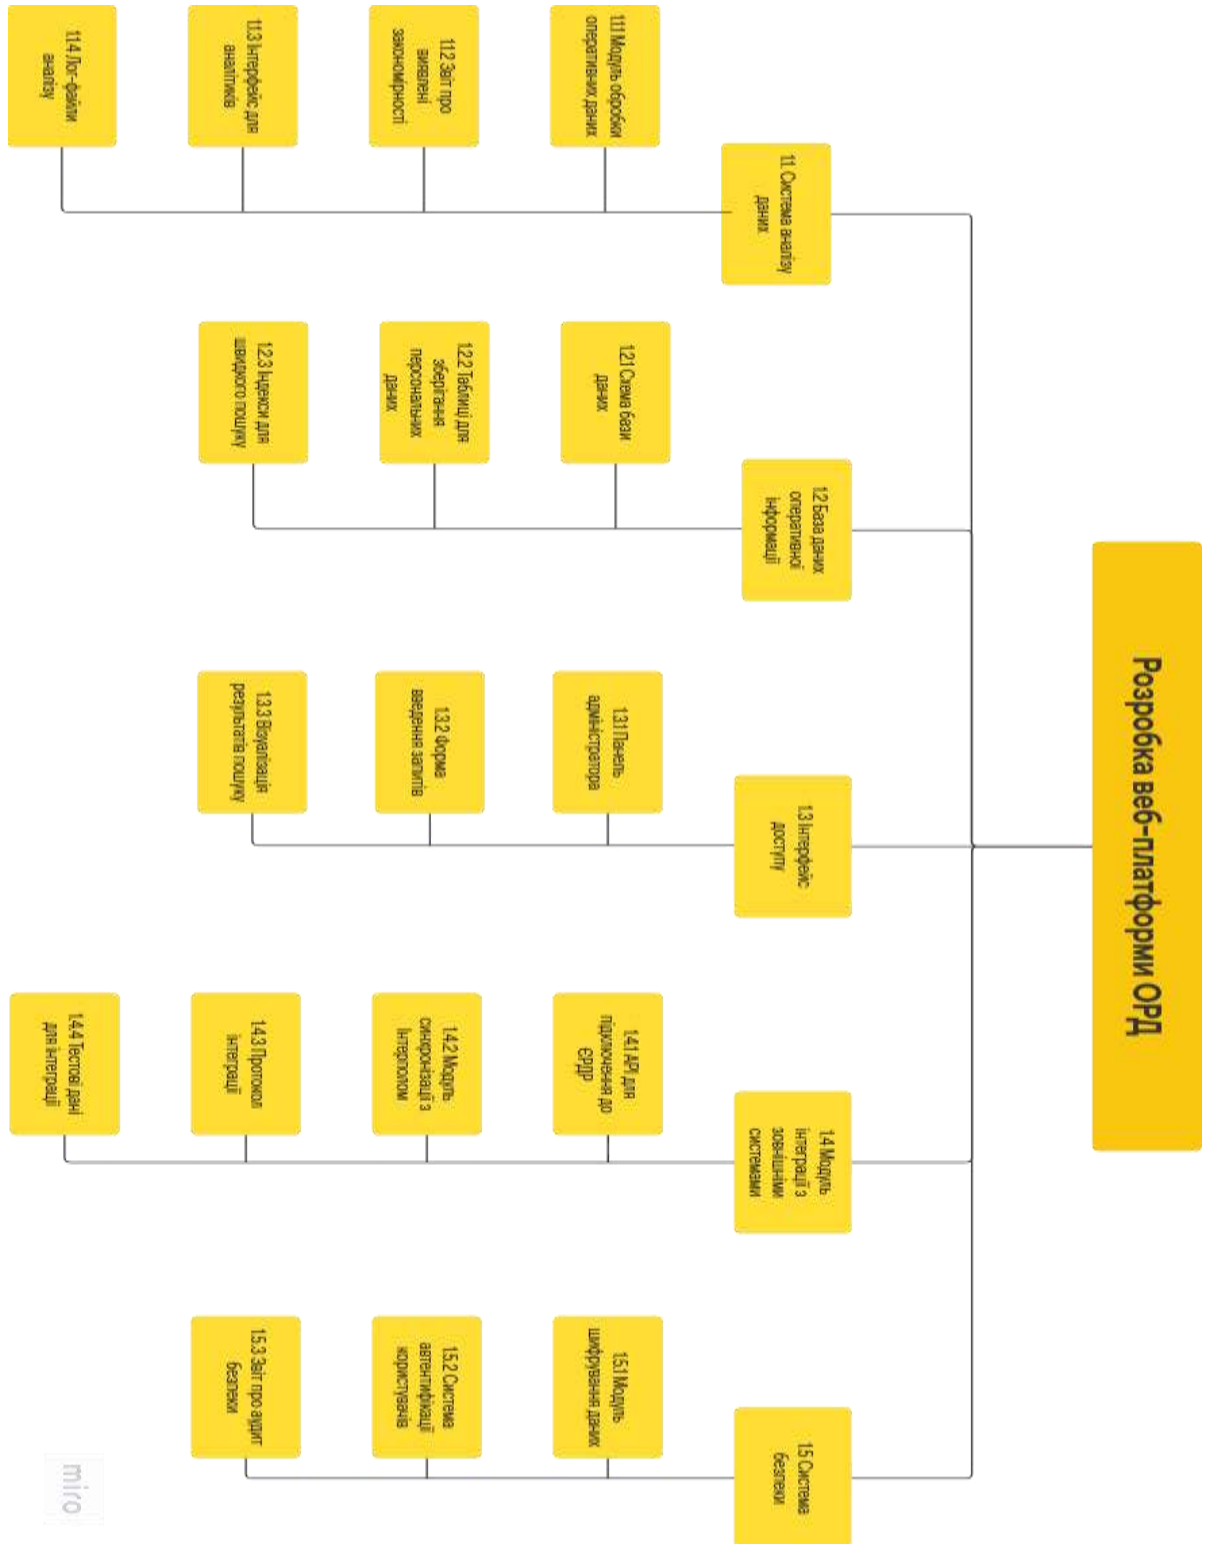 Розробка веб-платформи ОРД
1.1. Система аналізу
даних
1.1.1 Модуль обробки
оперативних даних
1.1.2 Звіт про
виявлені
закономірності
1.1.3 Інтерфейс для
аналітиків
1.1.4 Лог-файли
аналізу
1.2 База даних
оперативної
інформації
1.2.1 Схема бази
даних
1.2.2 Таблиці для
зберігання
персональних
даних
1.2.3 Індекси для
швидкого пошуку
1.3 Інтерфейс
доступу
1.3.1 Панель
адміністратора
1.3.2 Форма
введення запитів
1.3.3 Візуалізація
результатів пошуку
1.4 Модуль
інтеграції з
зовнішніми
системами
1.4.1 API для
підключення до
ЄРДР
1.4.2 Модуль
синхронізації з
Інтерполом
1.4.3 Протокол
інтеграції
1.4.4 Тестові дані
для інтеграції
1.5 Система
безпеки
1.5.1 Модуль
шифрування даних
1.5.2 Система
автентифікації
користувачів
1.5.3 Звіт про аудит
безпеки
miro